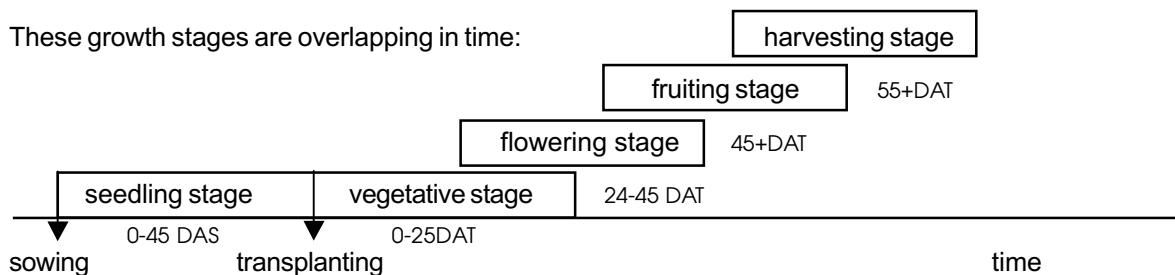 These growth stages are overlapping in time:
harvesting stage
fruiting stage
55+DAT
flowering stage
45+DAT
seedling stage
vegetative stage
24-45 DAT
0-45 DAS
0-25DAT
sowing
transplanting
time